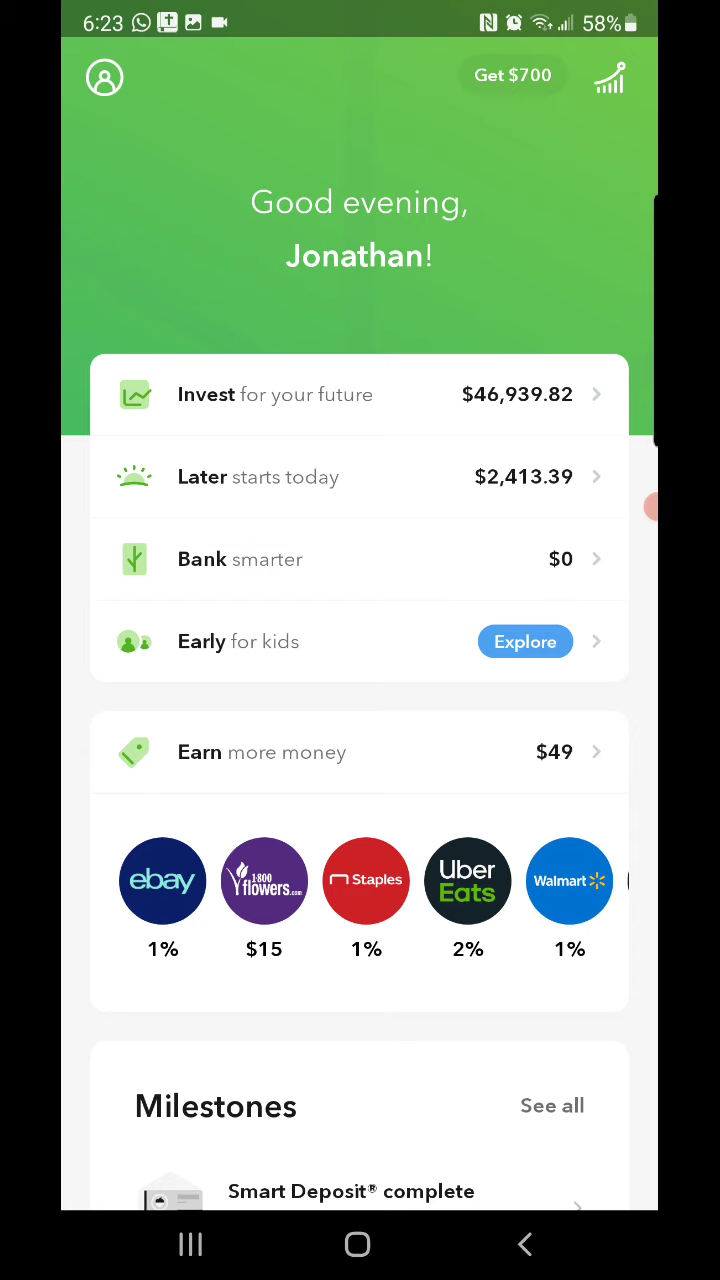 6:23 58%
Get $700
Good evening,
Jonathan!
Invest for your future $46,939.82
Later starts today $2,413.39
Bank smarter $0
Early for kids Explore
Earn more money $49
ebay 1-800 flowers.com Staples Uber Eats Walmart
1% $15 1% 2% 1%
Milestones See all
Smart Deposit® complete